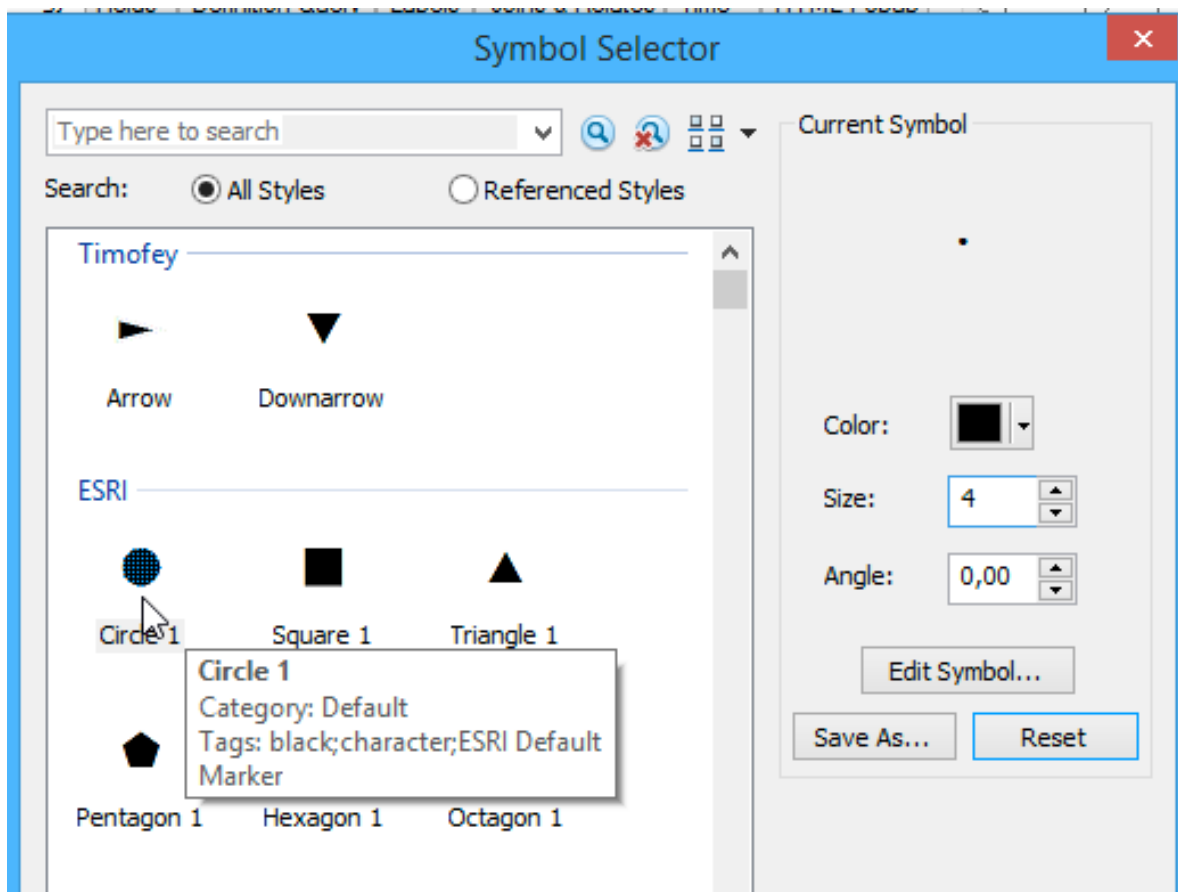 Symbol Selector
Type here to search
Current Symbol
Search: All Styles Referenced Styles
Timofey
Arrow Downarrow
Color:
ESRI
Size: 4
Angle: 0,00
Circle 1 Square 1 Triangle 1
Circle 1
Edit Symbol...
Category: Default
Tags: black;character;ESRI Default
Save As... Reset
Marker
Pentagon 1 Hexagon 1 Octagon 1